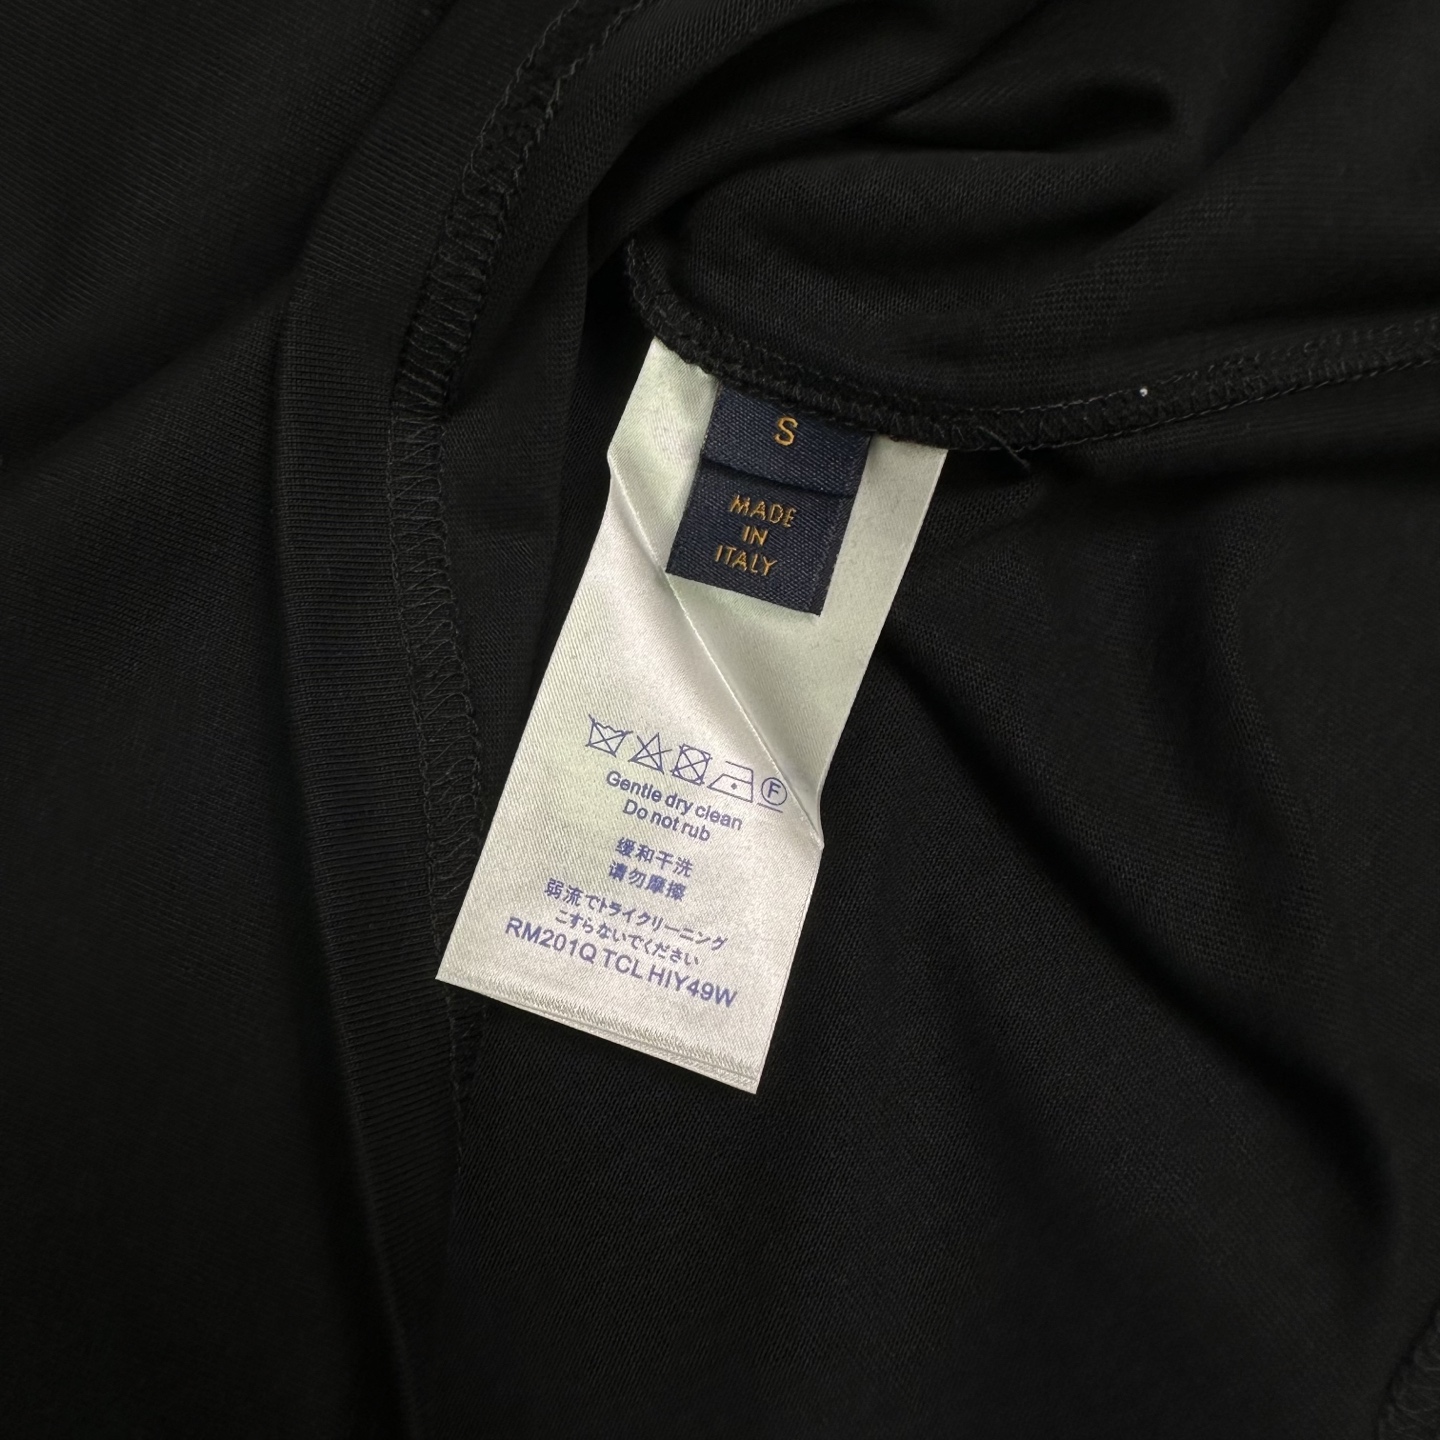 S
MADE
IN
ITALY
F
Gentle dry clean
Do not rub
缓和干洗
请勿摩擦
弱流でトライクリーニング
こすらないでください
RM201Q TCL HIY49W